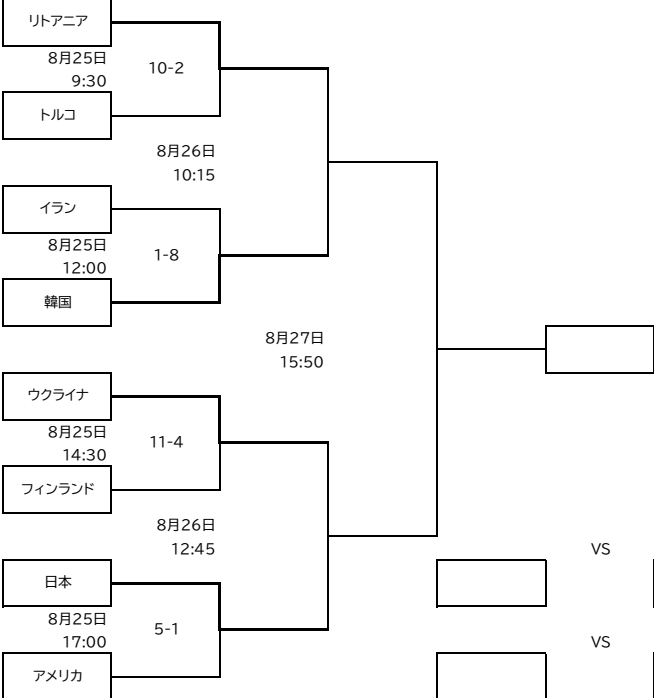 リトアニア
8月25日
9:30
10-2
トルコ
8月26日
10:15
イラン
8月25日
12:00
1-8
韓国
8月27日
15:50
ウクライナ
8月25日
14:30
11-4
フィンランド
8月26日
12:45
VS
日本
8月25日
17:00
5-1
VS
アメリカ